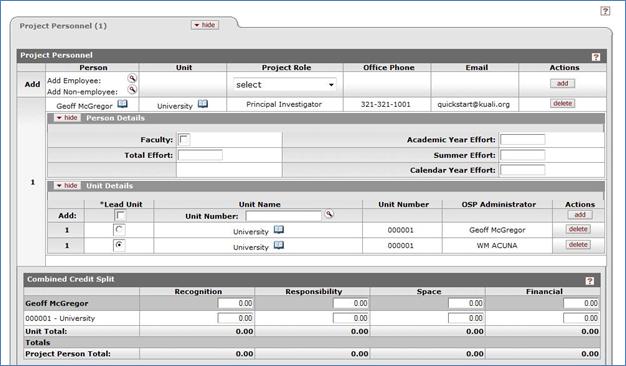 ?
Project Personnel (1) hide
Project Personnel ?
Person Unit Project Role Office Phone Email Actions
Add Add Employee: select add
Add Non-employee:
Geoff McGregor University Principal Investigator 321-321-1001 quickstart@kuali.org delete
1
hide Person Details
Faculty: Academic Year Effort:
Total Effort: Summer Effort:
Calendar Year Effort:
hide Unit Details
*Lead Unit Unit Name Unit Number OSP Administrator Actions
Add: Unit Number: add
1 University 000001 Geoff McGregor delete
1 University 000001 WM ACUNA delete
Combined Credit Split ?
Recognition Responsibility Space Financial
Geoff McGregor 0.00 0.00 0.00 0.00
000001 - University 0.00 0.00 0.00 0.00
Unit Total: 0.00 0.00 0.00 0.00
Totals
Project Person Total: 0.00 0.00 0.00 0.00